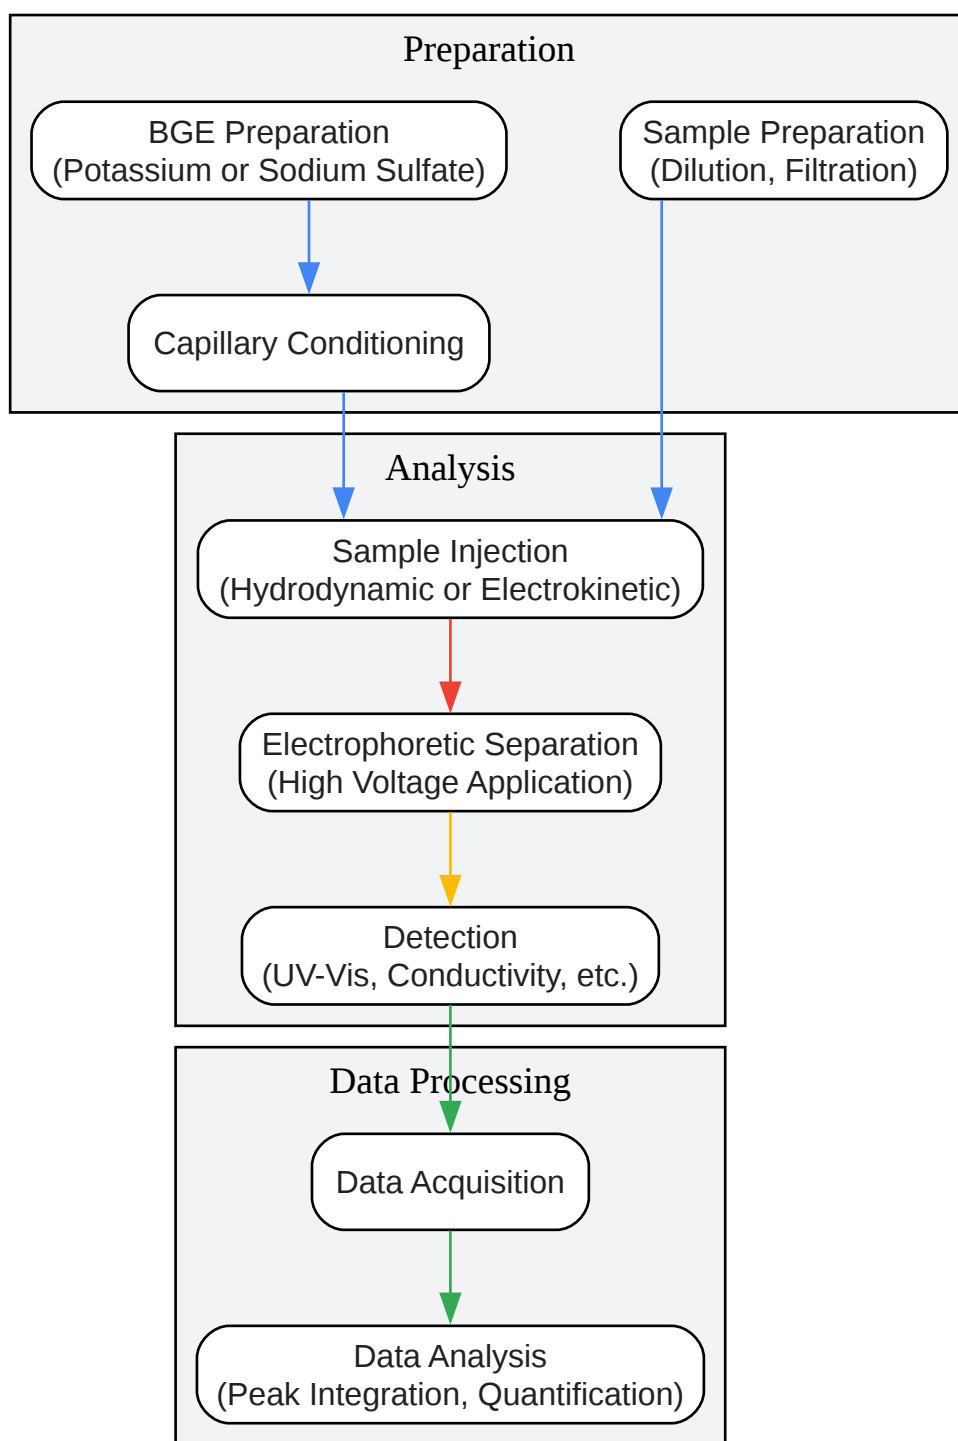 Preparation
BGE Preparation
(Potassium or Sodium Sulfate)
Sample Preparation
(Dilution, Filtration)
Capillary Conditioning
Analysis
Sample Injection
(Hydrodynamic or Electrokinetic)
Electrophoretic Separation
(High Voltage Application)
Detection
(UV-Vis, Conductivity, etc.)
Data Processing
Data Acquisition
Data Analysis
(Peak Integration, Quantification)